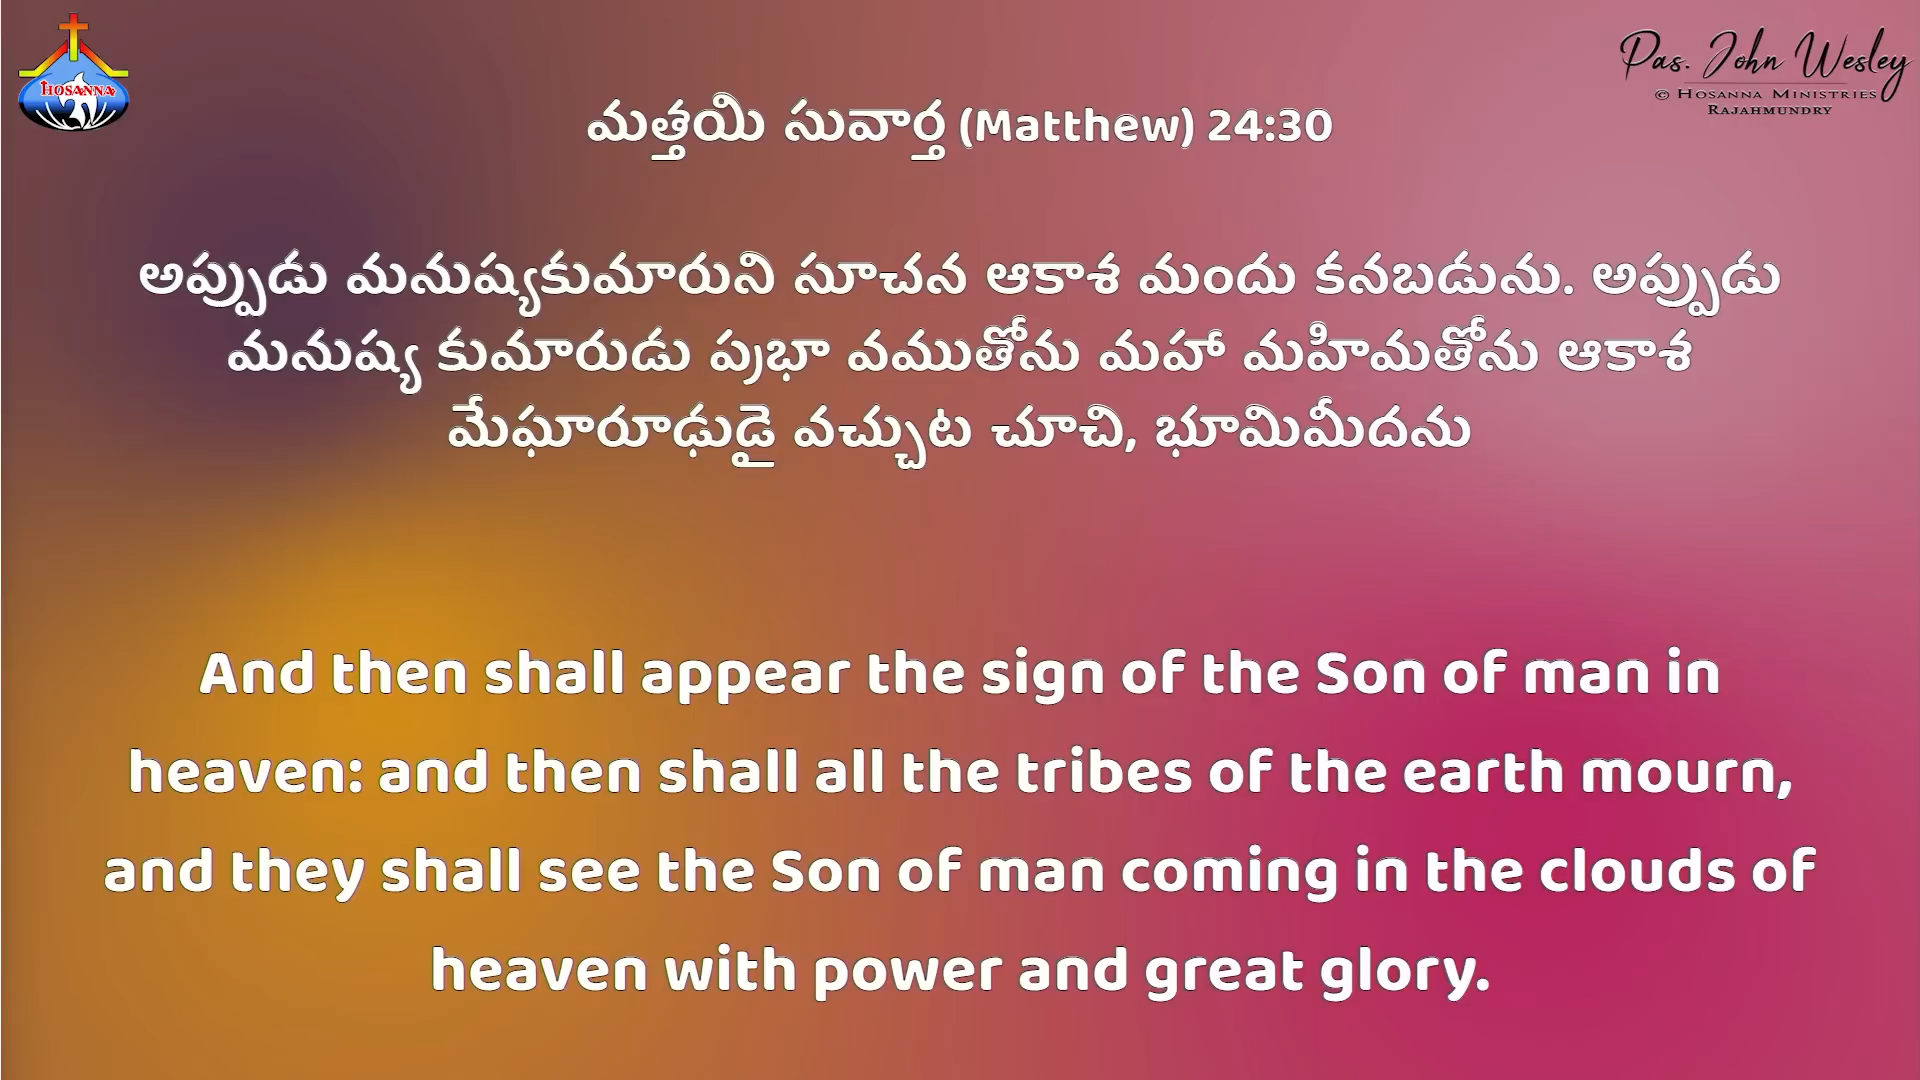 HOSANNA
Pas. John Wesley
© HOSANNA MINISTRIES
RAJAHMUNDRY
మత్తయి సువార్త (Matthew) 24:30
అప్పుడు మనుష్యకుమారుని సూచన ఆకాశ మందు కనబడును. అప్పుడు
మనుష్య కుమారుడు ప్రభా వముతోను మహా మహిమతోను ఆకాశ
మేఘారూఢుడై వచ్చుట చూచి, భూమిమీదను
And then shall appear the sign of the Son of man in
heaven: and then shall all the tribes of the earth mourn,
and they shall see the Son of man coming in the clouds of
heaven with power and great glory.